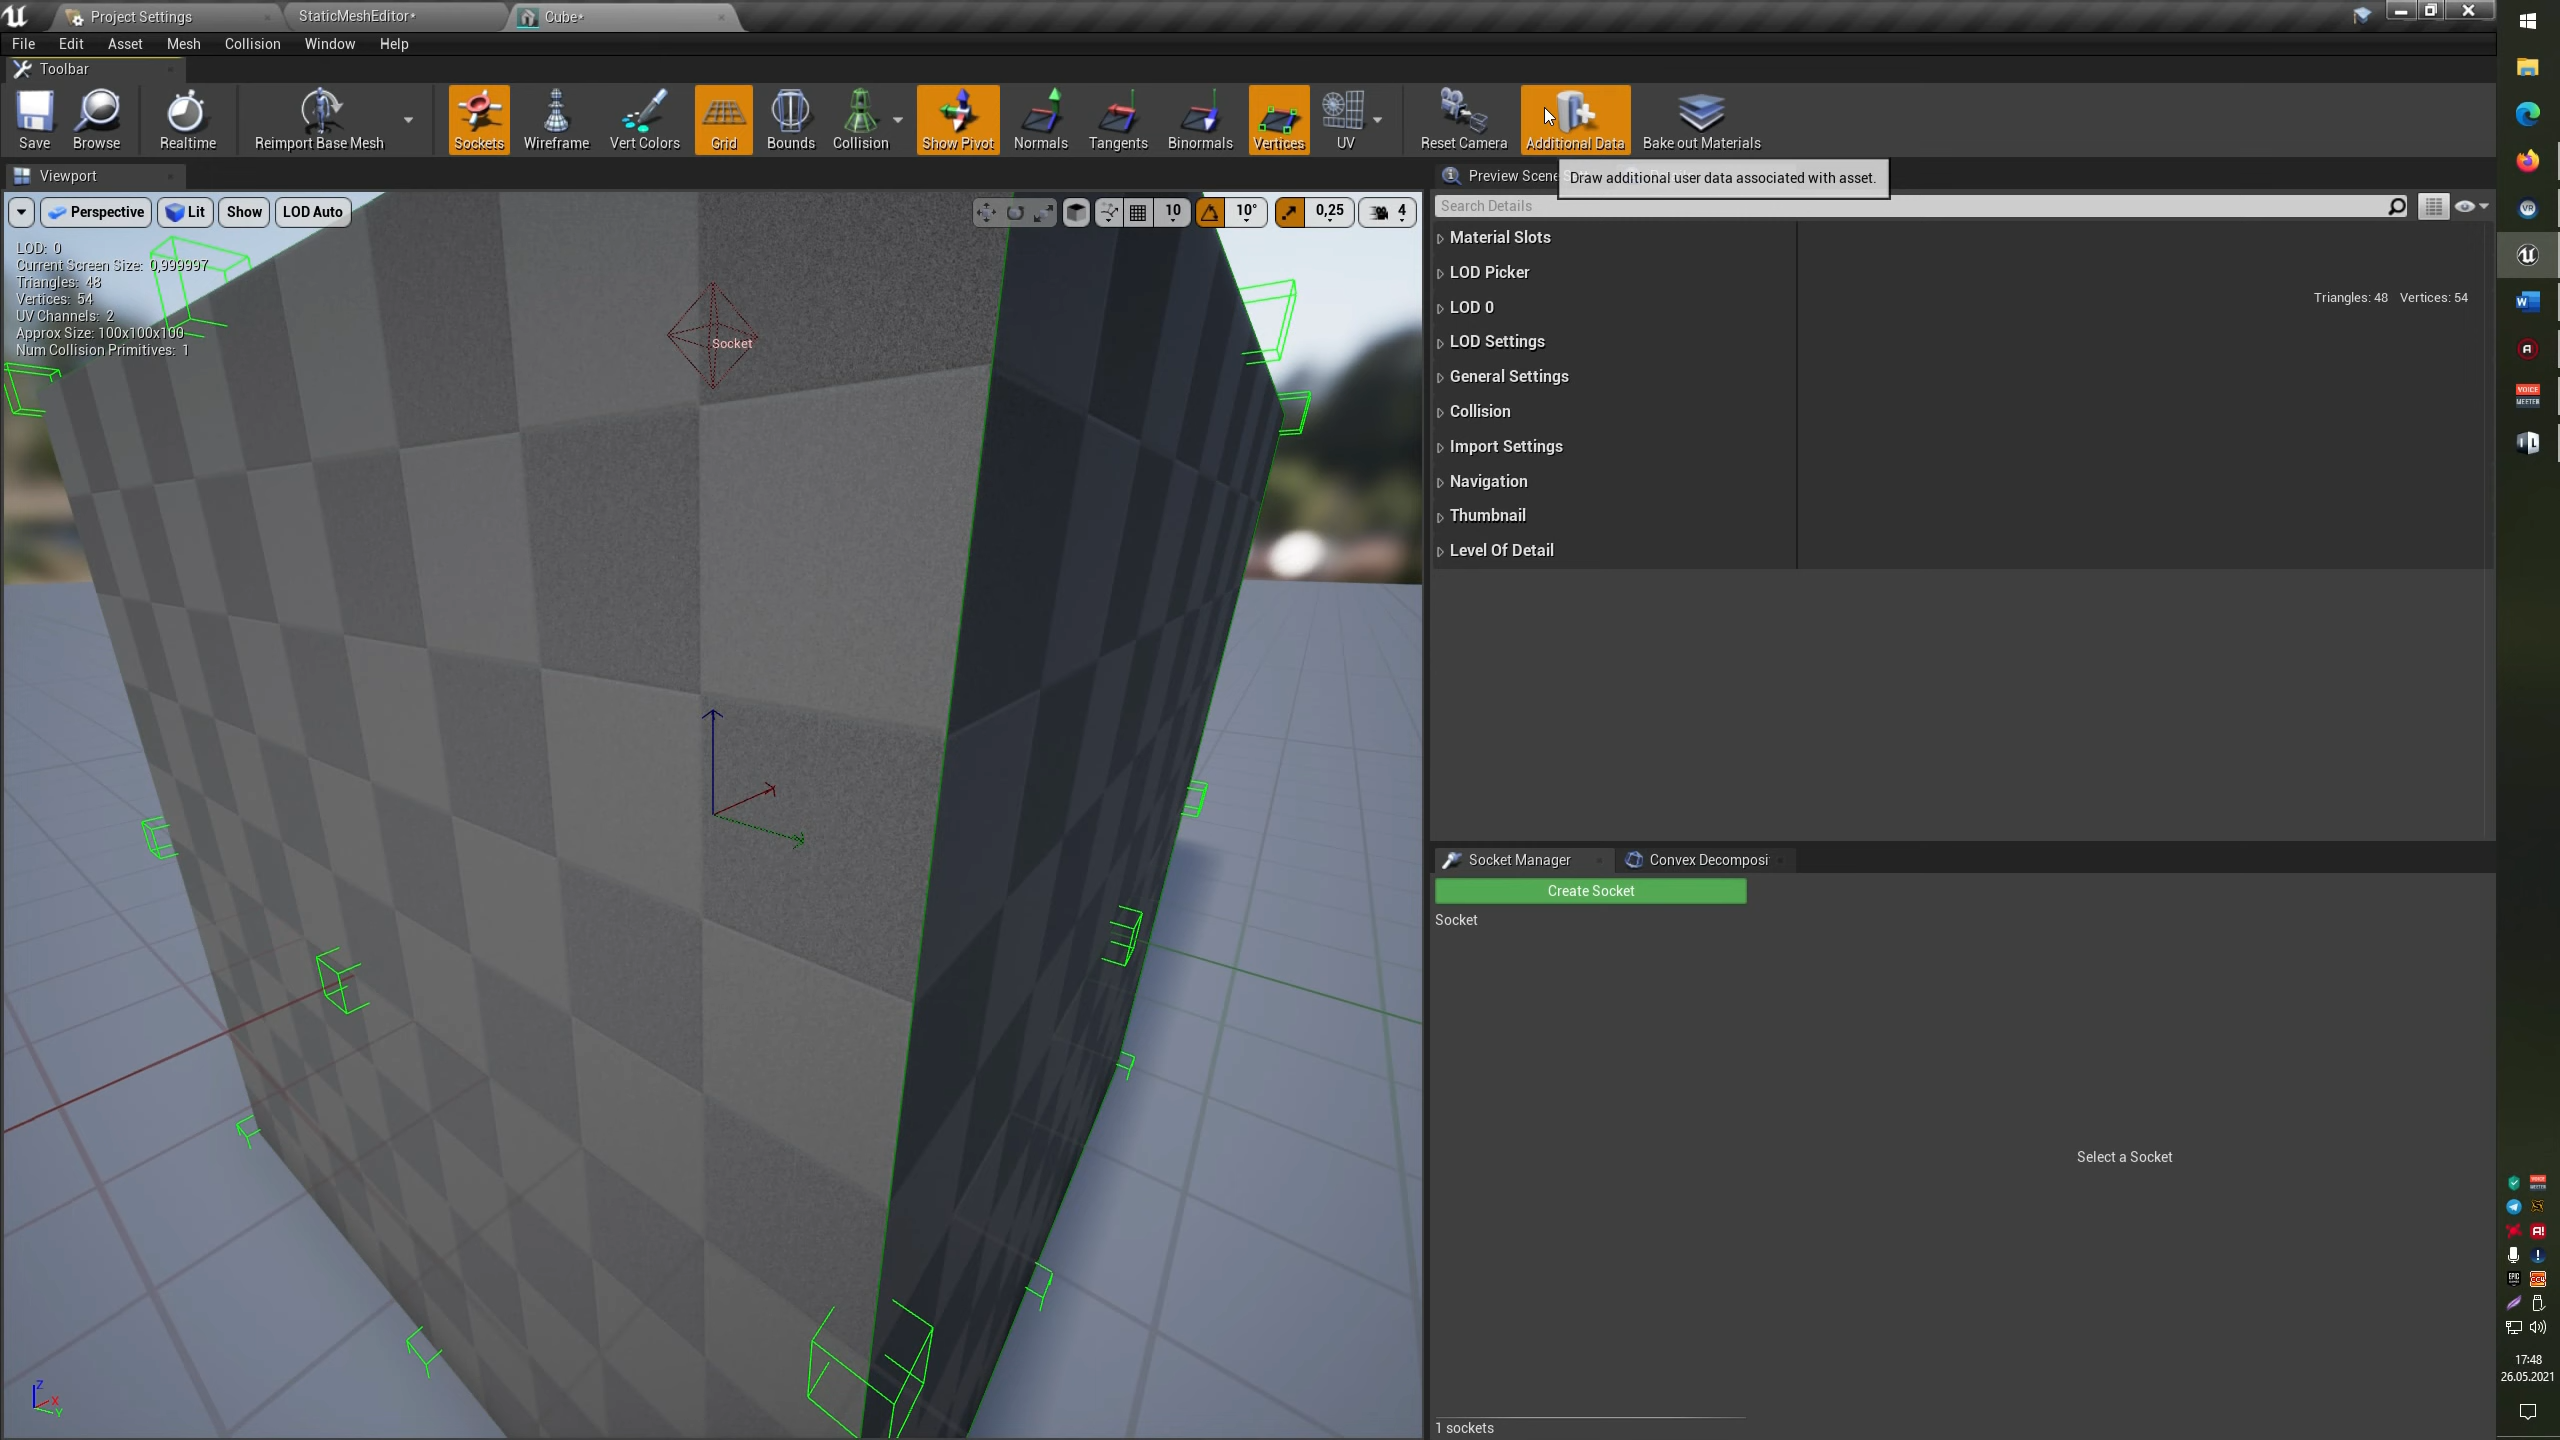 Project Settings
StaticMeshEditor*
Cube*
File Edit Asset Mesh Collision Window Help
Toolbar
Save Browse Realtime Reimport Base Mesh Sockets Wireframe Vert Colors Grid Bounds Collision Show Pivot Normals Tangents Binormals Vertices UV Reset Camera Additional Data Bake out Materials
Draw additional user data associated with asset.
Viewport
Perspective Lit Show LOD Auto
10 10° 0,25 4
LOD: 0
Current Screen Size: 0,999997
Triangles: 48
Vertices: 54
UV Channels: 2
Approx Size: 100x100x100
Num Collision Primitives: 1
Socket
Z
X
Y
Preview Scene
Search Details
Material Slots
LOD Picker
LOD 0
Triangles: 48 Vertices: 54
LOD Settings
General Settings
Collision
Import Settings
Navigation
Thumbnail
Level Of Detail
Socket Manager
Convex Decomposi
Create Socket
Socket
Select a Socket
1 sockets
VR
W
VOICE
MEETER
17:48
26.05.2021